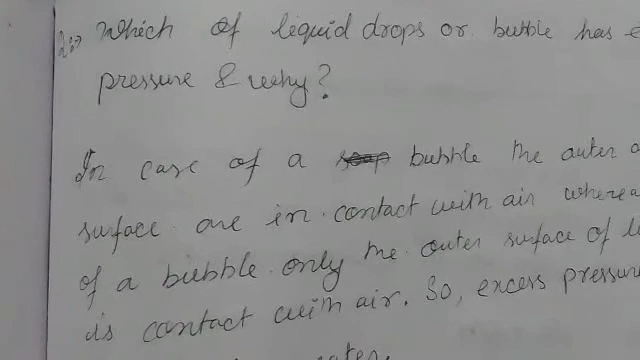 Which of liquid drops or bubble has
pressure & why?
In case of a bubble the outer
surface are in contact with air
of a bubble only the outer surface of
is contact with air. So, excess pressure